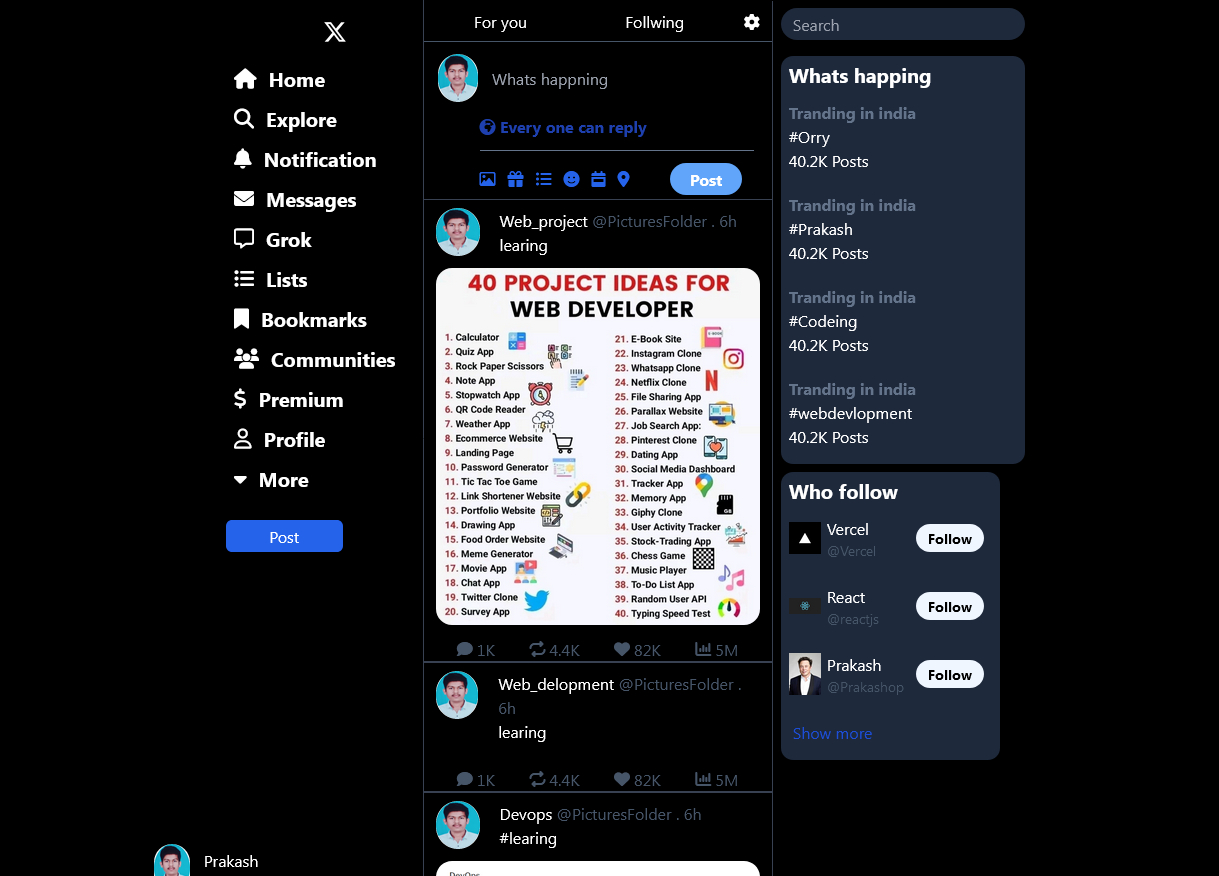 Home
Explore
Notification
Messages
Grok
Lists
Bookmarks
Communities
Premium
Profile
More
Post
Prakash
For you
Follwing
Whats happning
Every one can reply
Post
Web_project @PicturesFolder . 6h
learing
40 PROJECT IDEAS FOR
WEB DEVELOPER
1. Calculator
2. Quiz App
3. Rock Paper Scissors
4. Note App
5. Stopwatch App
6. QR Code Reader
7. Weather App
8. Ecommerce Website
9. Landing Page
10. Password Generator
11. Tic Tac Toe Game
12. Link Shortener Website
13. Portfolio Website
14. Drawing App
15. Food Order Website
16. Meme Generator
17. Movie App
18. Chat App
19. Twitter Clone
20. Survey App
21. E-Book Site
22. Instagram Clone
23. Whatsapp Clone
24. Netflix Clone
25. File Sharing App
26. Parallax Website
27. Job Search App:
28. Pinterest Clone
29. Dating App
30. Social Media Dashboard
31. Tracker App
32. Memory App
33. Giphy Clone
34. User Activity Tracker
35. Stock-Trading App
36. Chess Game
37. Music Player
38. To-Do List App
39. Random User API
40. Typing Speed Test
1K 4.4K 82K 5M
Web_delopment @PicturesFolder .
6h
learing
1K 4.4K 82K 5M
Devops @PicturesFolder . 6h
#learing
DevOps
Search
Whats happing
Tranding in india
#Orry
40.2K Posts
Tranding in india
#Prakash
40.2K Posts
Tranding in india
#Codeing
40.2K Posts
Tranding in india
#webdevlopment
40.2K Posts
Who follow
Vercel
@Vercel
Follow
React
@reactjs
Follow
Prakash
@Prakashop
Follow
Show more